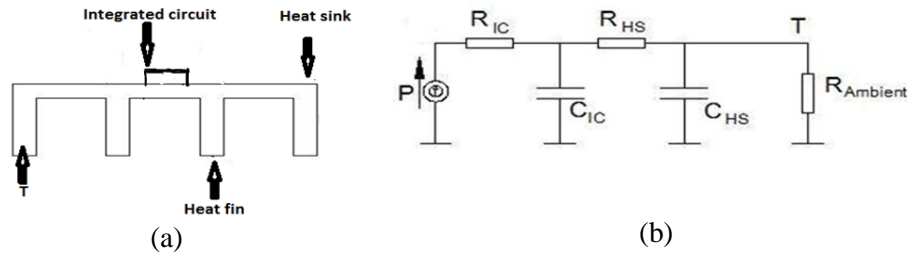 Integrated circuit
Heat sink
T
Heat fin
(a)
(b)
R IC
R HS
T
P
C IC
C HS
R Ambient